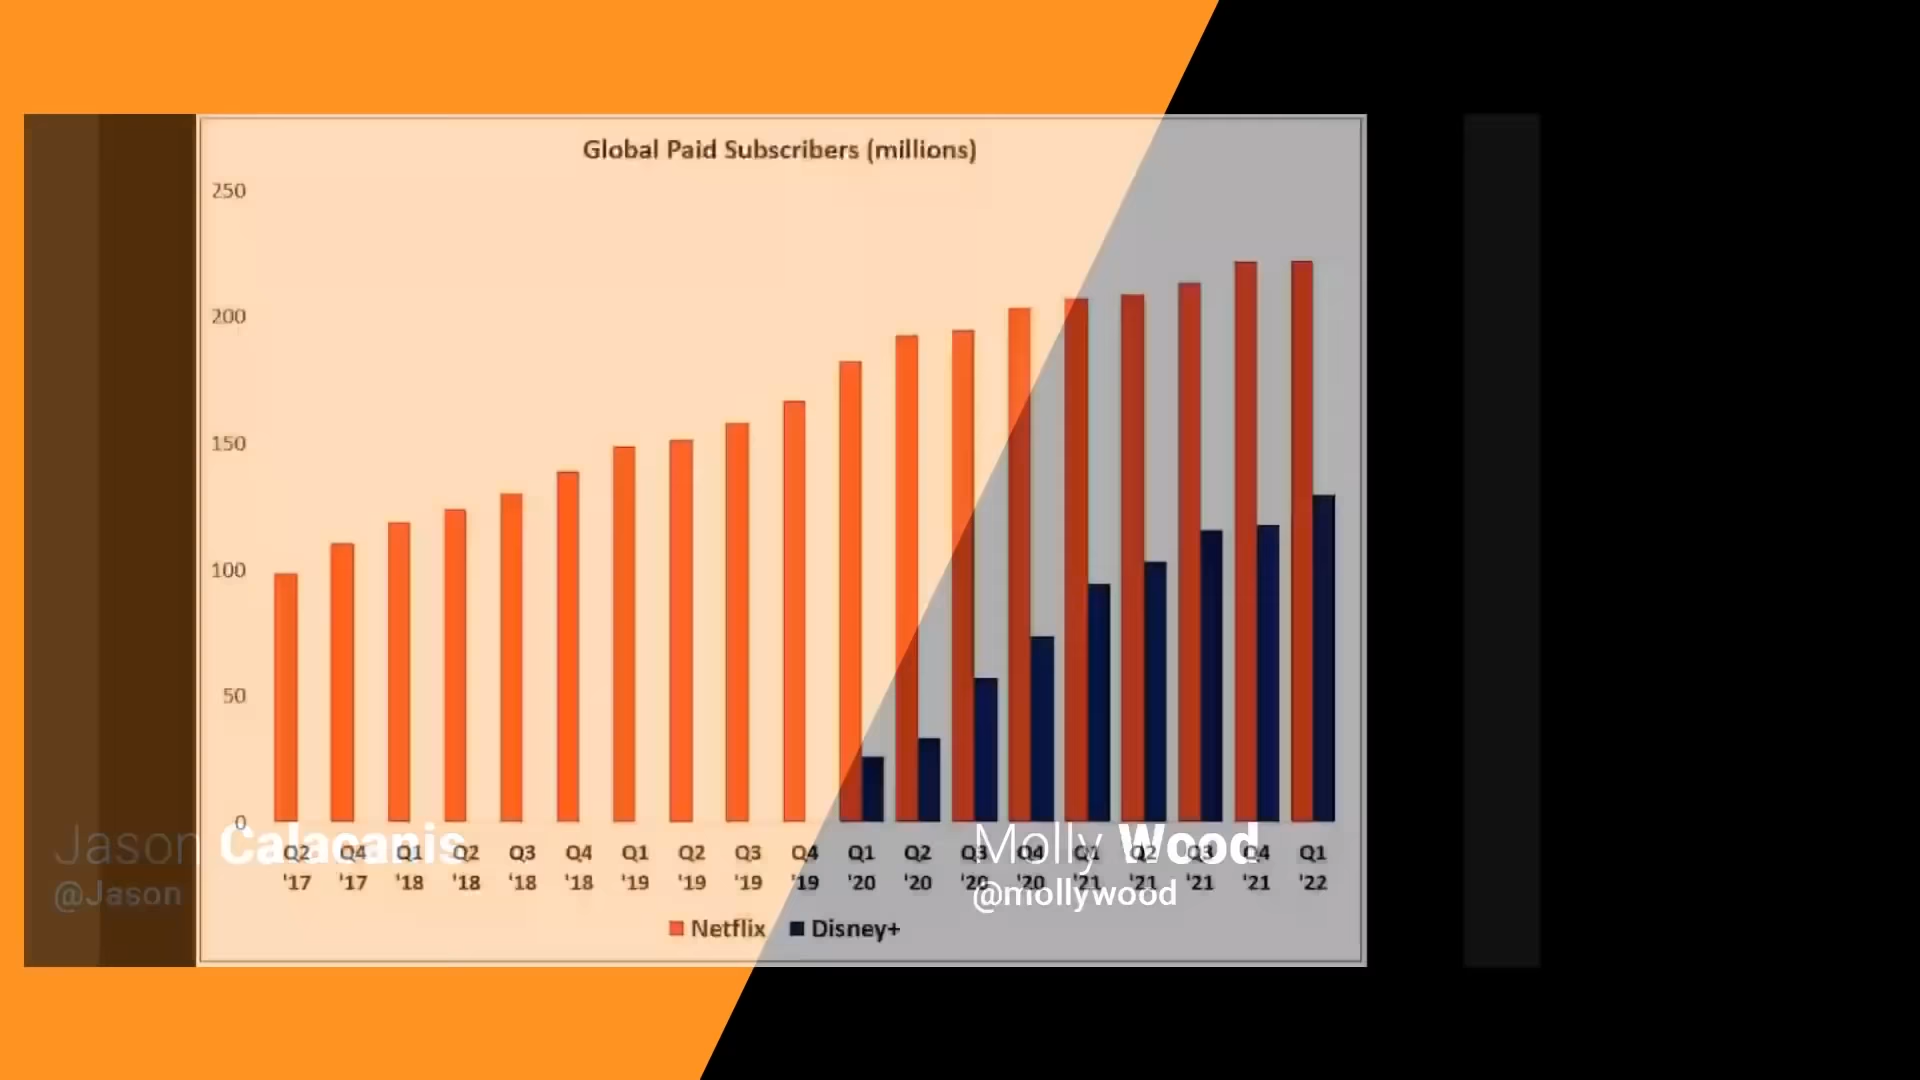 Global Paid Subscribers (millions)
250
200
150
100
50
0
Q2 Q4 Q1 Q2 Q3 Q4 Q1 Q2 Q3 Q4 Q1 Q2 Q3 Q4 Q1 Q2 Q3 Q4 Q1
'17 '17 '18 '18 '18 '18 '19 '19 '19 '19 '20 '20 '20 '20 '21 '21 '21 '21 '22
Netflix Disney+
Jason Calacanis
@Jason
Molly Wood
@mollywood